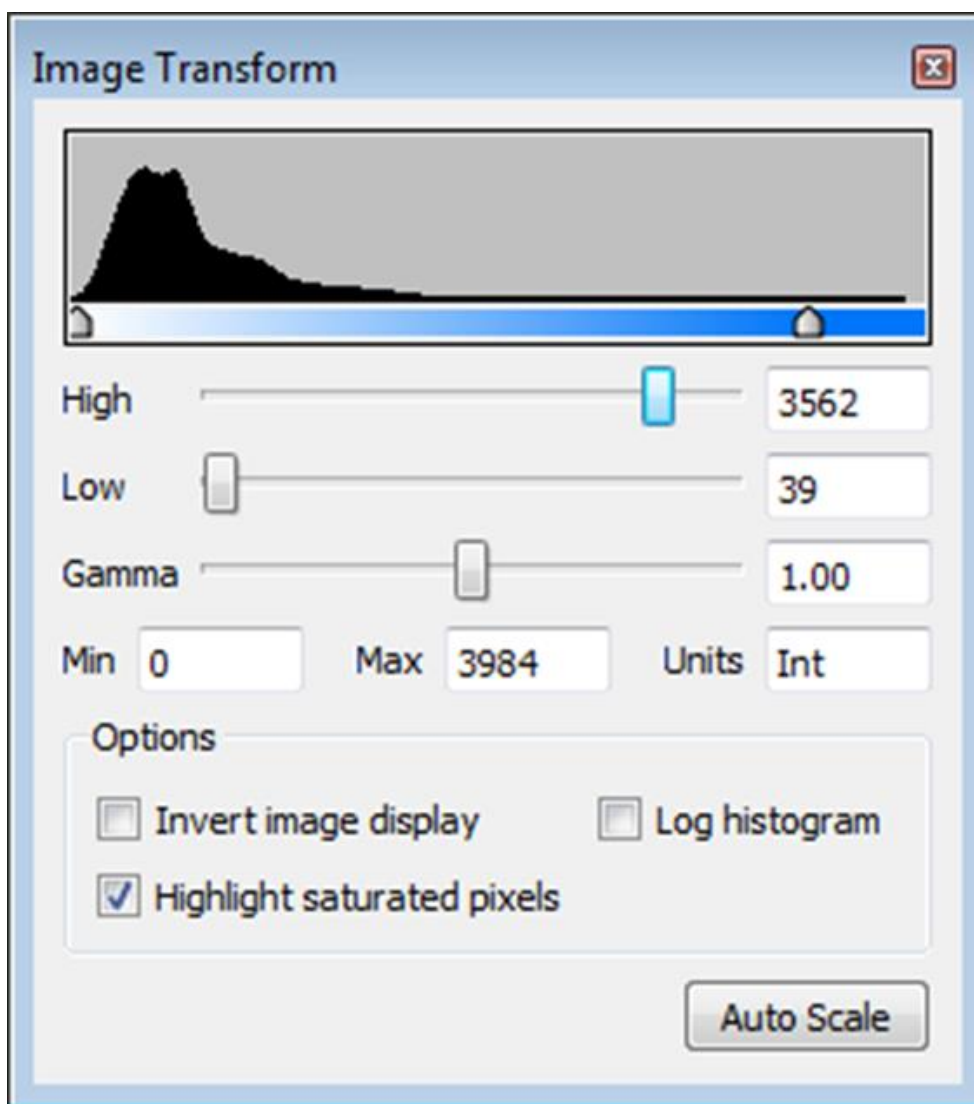 Image Transform
High 3562
Low 39
Gamma 1.00
Min 0 Max 3984 Units Int
Options
Invert image display Log histogram
Highlight saturated pixels
Auto Scale